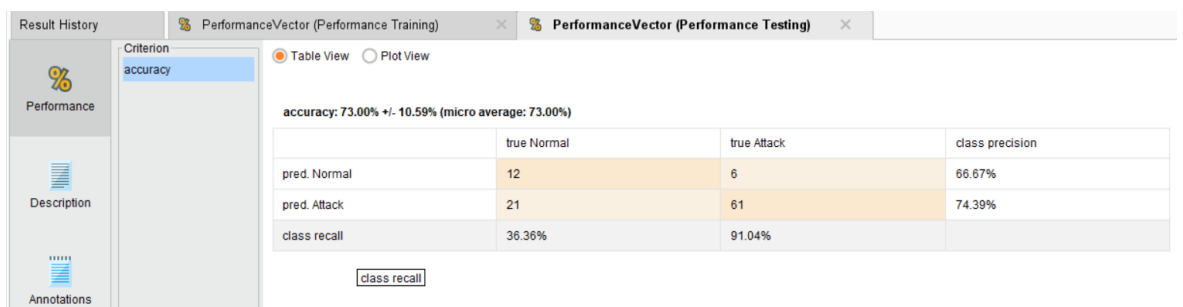 Result History % PerformanceVector (Performance Training) × % PerformanceVector (Performance Testing) ×
%
Performance
Description
Annotations
Criterion
accuracy
Table View Plot View
accuracy: 73.00% +/- 10.59% (micro average: 73.00%)
true Normal true Attack class precision
pred. Normal 12 6 66.67%
pred. Attack 21 61 74.39%
class recall 36.36% 91.04%
class recall